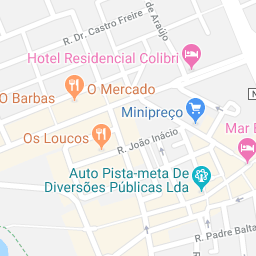 R. Dr. Castro Freire
de Araújo
Hotel Residencial Colibri
O Mercado
O Barbas
Minipreço
Os Loucos
R. João Inácio
Mar E
Auto Pista-meta De
Diversões Públicas Lda
R. Padre Balta